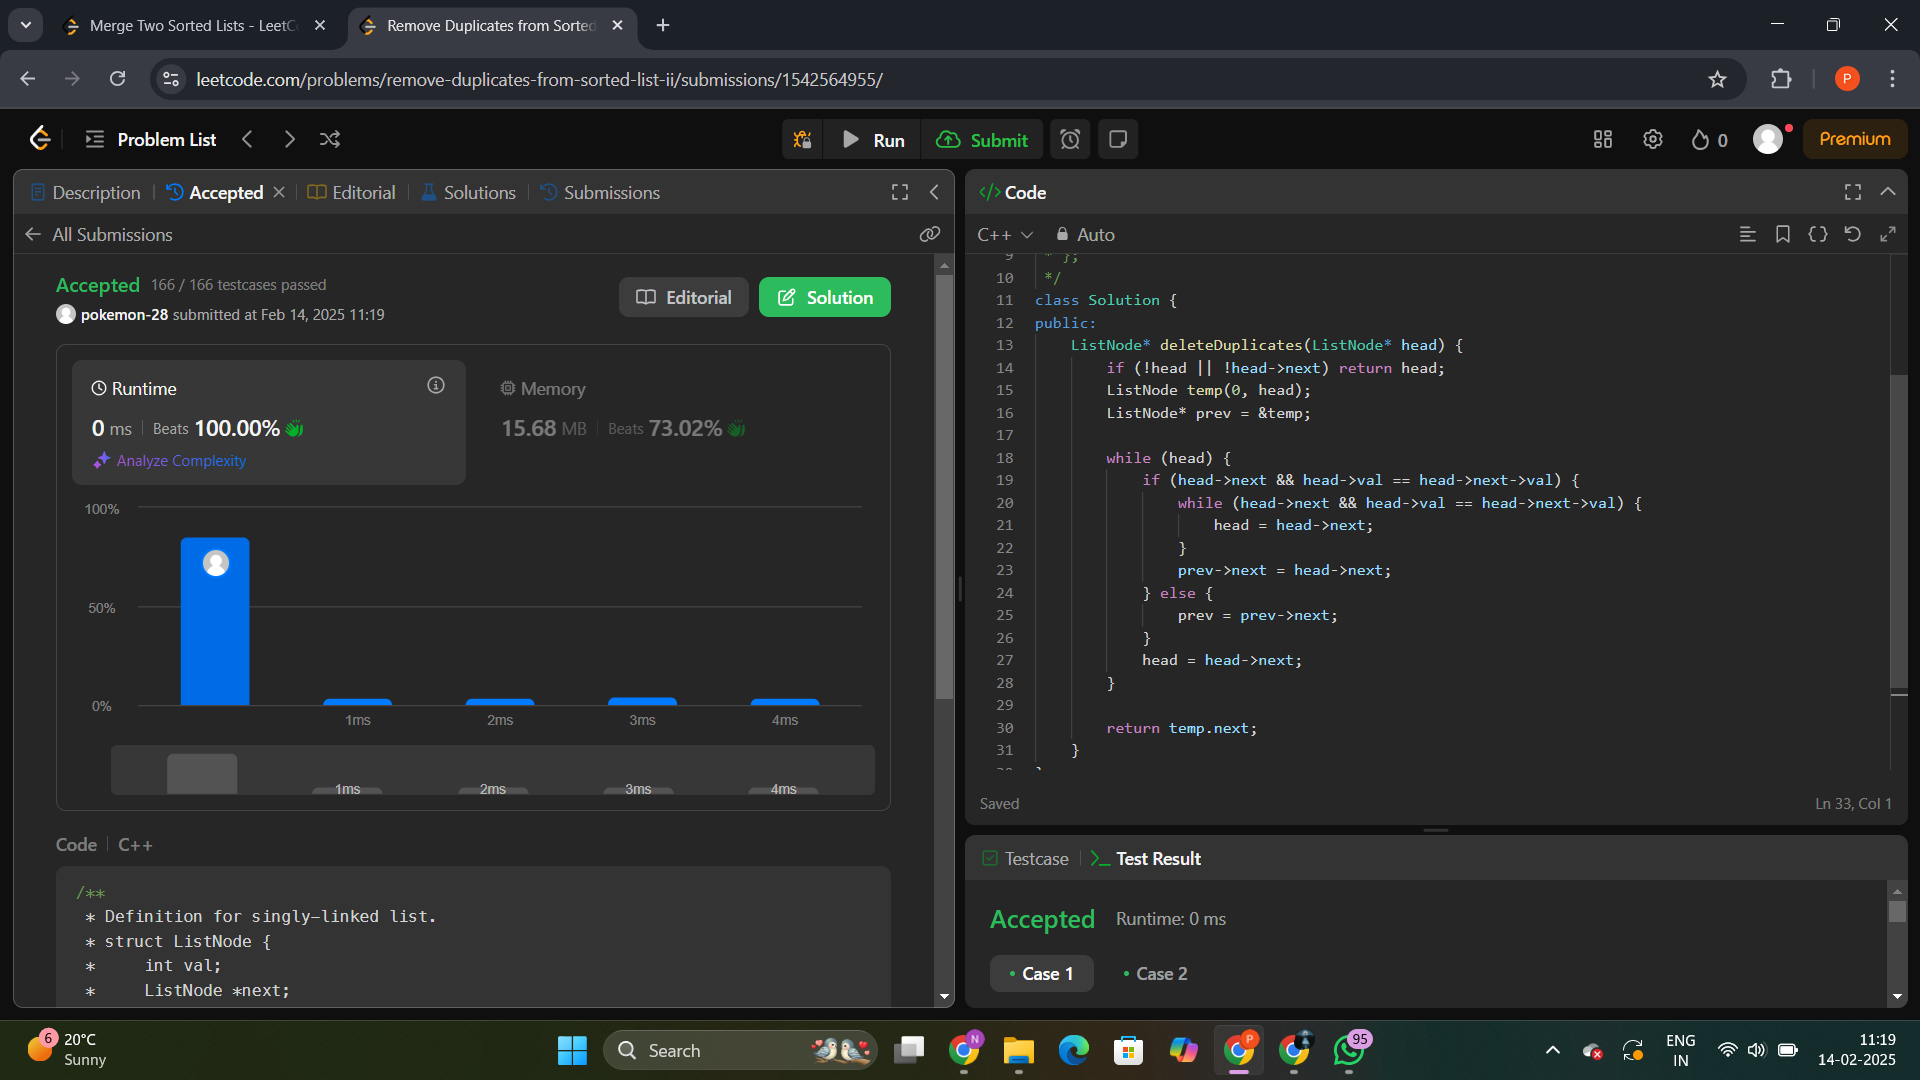 Merge Two Sorted Lists - LeetC
Remove Duplicates from Sorted
leetcode.com/problems/remove-duplicates-from-sorted-list-ii/submissions/1542564955/
P
Problem List
Run
Submit
0
Premium
Description
Accepted
Editorial
Solutions
Submissions
All Submissions
Accepted 166 / 166 testcases passed
pokemon-28 submitted at Feb 14, 2025 11:19
Editorial
Solution
Runtime
0 ms Beats 100.00%
Analyze Complexity
Memory
15.68 MB Beats 73.02%
100%
50%
0%
1ms 2ms 3ms 4ms
1ms 2ms 3ms 4ms
Code C++
/**
* Definition for singly-linked list.
* struct ListNode {
*     int val;
*     ListNode *next;
</> Code
C++ Auto
9 * };
10 */
11 class Solution {
12 public:
13     ListNode* deleteDuplicates(ListNode* head) {
14         if (!head || !head->next) return head;
15         ListNode temp(0, head);
16         ListNode* prev = &temp;
17
18         while (head) {
19             if (head->next && head->val == head->next->val) {
20                 while (head->next && head->val == head->next->val) {
21                     head = head->next;
22                 }
23                 prev->next = head->next;
24             } else {
25                 prev = prev->next;
26             }
27             head = head->next;
28         }
29
30         return temp.next;
31     }
Saved
Ln 33, Col 1
Testcase
Test Result
Accepted Runtime: 0 ms
Case 1
Case 2
6
20°C
Sunny
Search
N
P
95
ENG
IN
11:19
14-02-2025